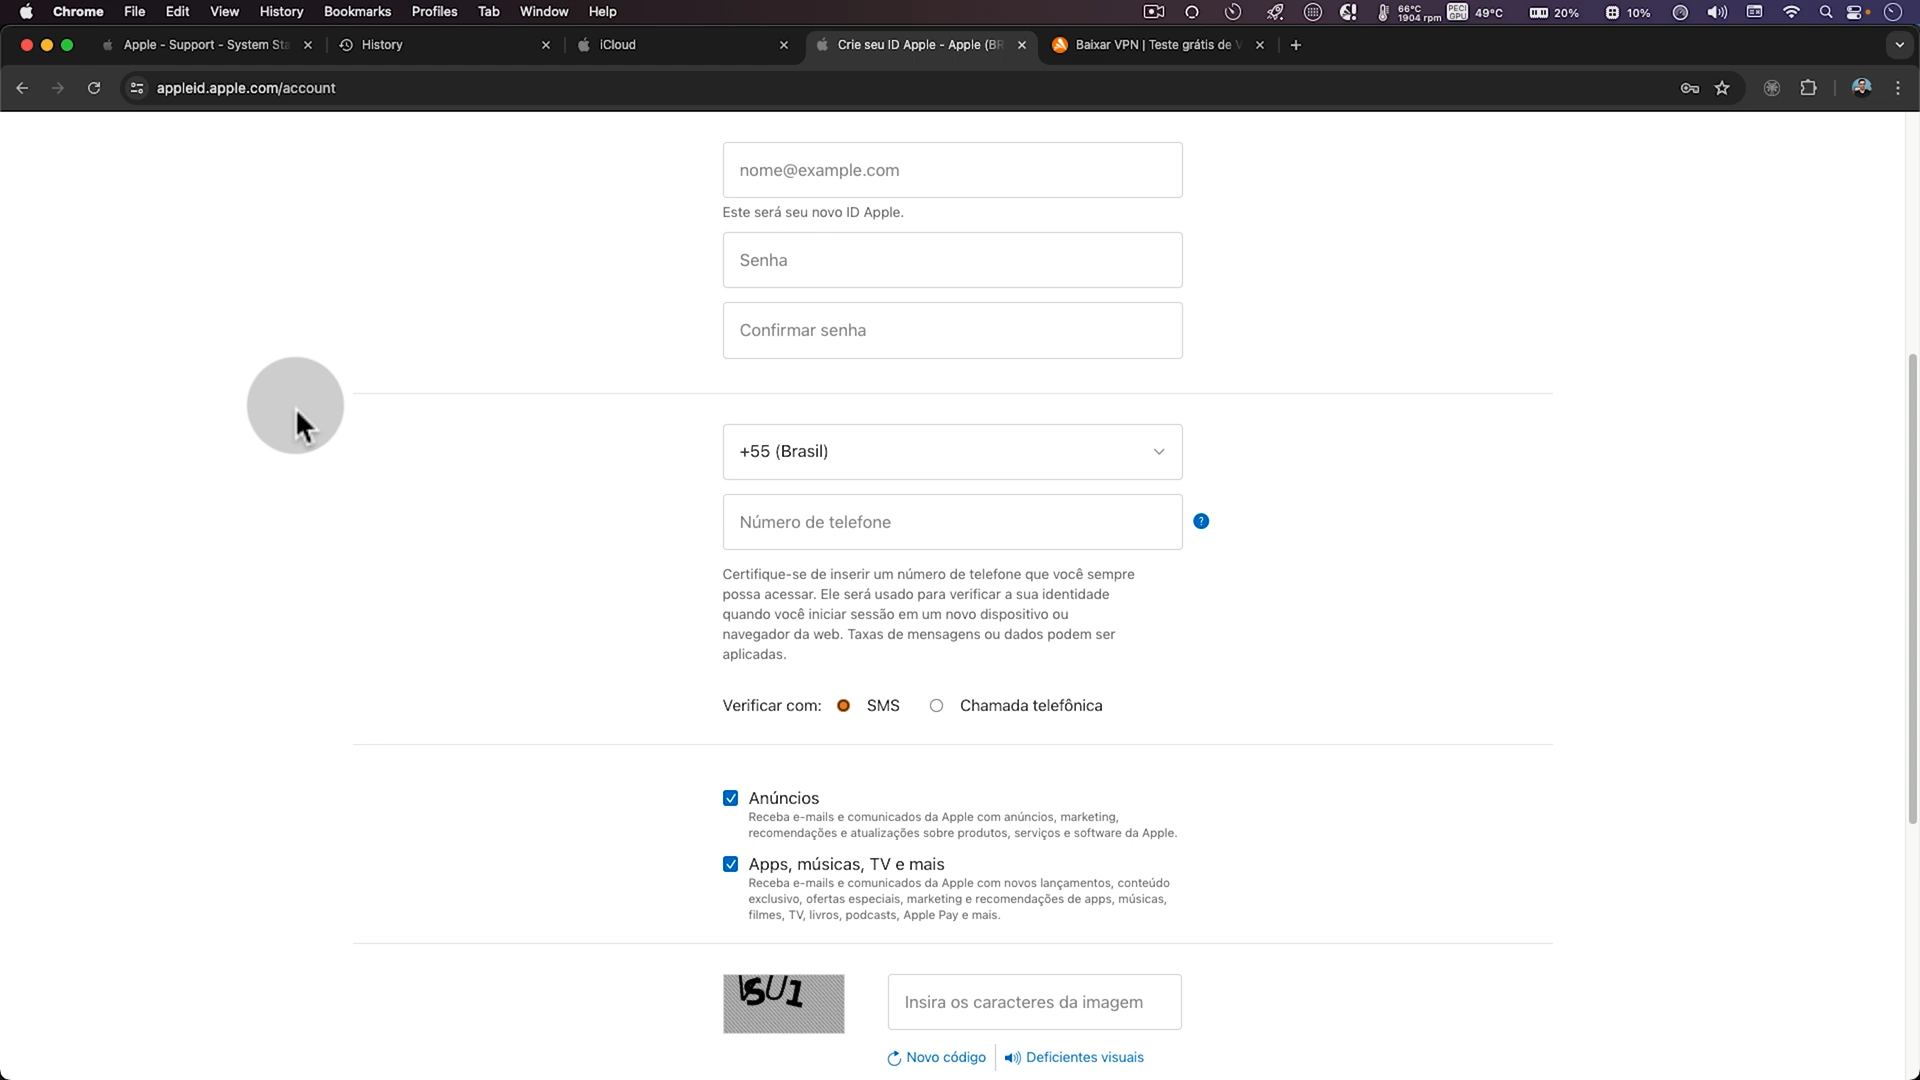 Chrome File Edit View History Bookmarks Profiles Tab Window Help
66°C
1904 rpm
PECI
GPU
49°C
20%
10%
Apple - Support - System Sta
History
iCloud
Crie seu ID Apple - Apple (BR
Baixar VPN | Teste grátis de V
appleid.apple.com/account
nome@example.com
Este será seu novo ID Apple.
Senha
Confirmar senha
+55 (Brasil)
Número de telefone
?
Certifique-se de inserir um número de telefone que você sempre
possa acessar. Ele será usado para verificar a sua identidade
quando você iniciar sessão em um novo dispositivo ou
navegador da web. Taxas de mensagens ou dados podem ser
aplicadas.
Verificar com: SMS Chamada telefônica
Anúncios
Receba e-mails e comunicados da Apple com anúncios, marketing,
recomendações e atualizações sobre produtos, serviços e software da Apple.
Apps, músicas, TV e mais
Receba e-mails e comunicados da Apple com novos lançamentos, conteúdo
exclusivo, ofertas especiais, marketing e recomendações de apps, músicas,
filmes, TV, livros, podcasts, Apple Pay e mais.
Insira os caracteres da imagem
Novo código
Deficientes visuais